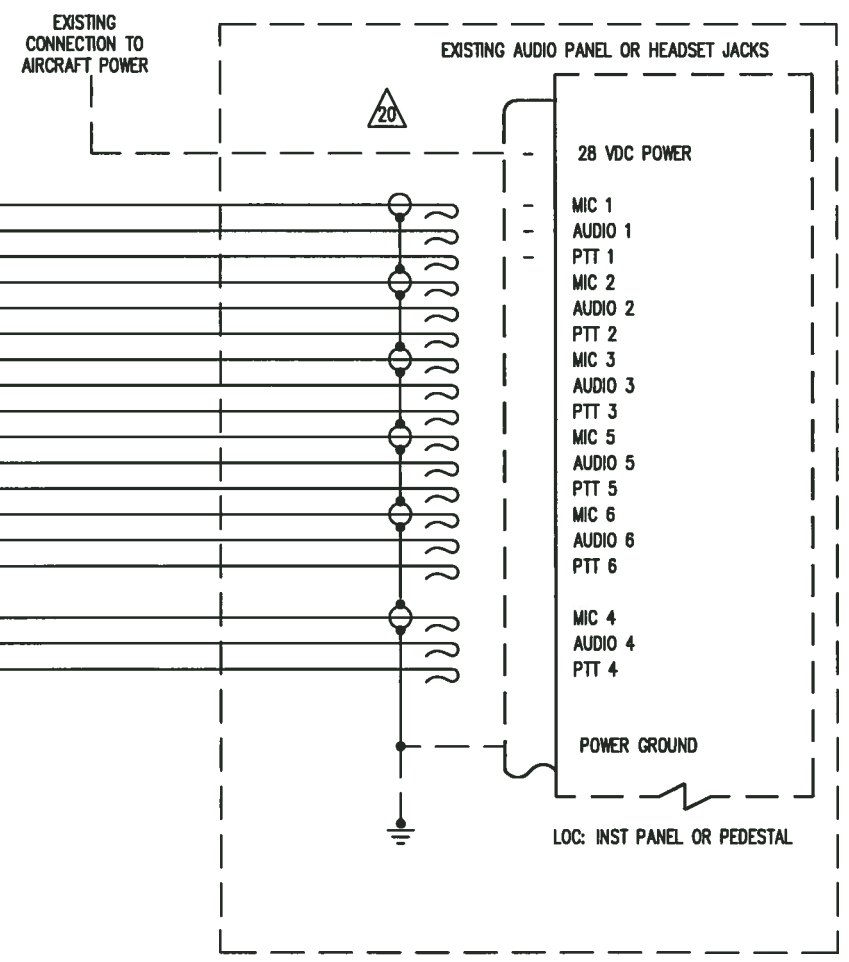 EXISTING
CONNECTION TO
AIRCRAFT POWER
EXISTING AUDIO PANEL OR HEADSET JACKS
20
28 VDC POWER
MIC 1
AUDIO 1
PTT 1
MIC 2
AUDIO 2
PTT 2
MIC 3
AUDIO 3
PTT 3
MIC 5
AUDIO 5
PTT 5
MIC 6
AUDIO 6
PTT 6
MIC 4
AUDIO 4
PTT 4
POWER GROUND
LOC: INST PANEL OR PEDESTAL